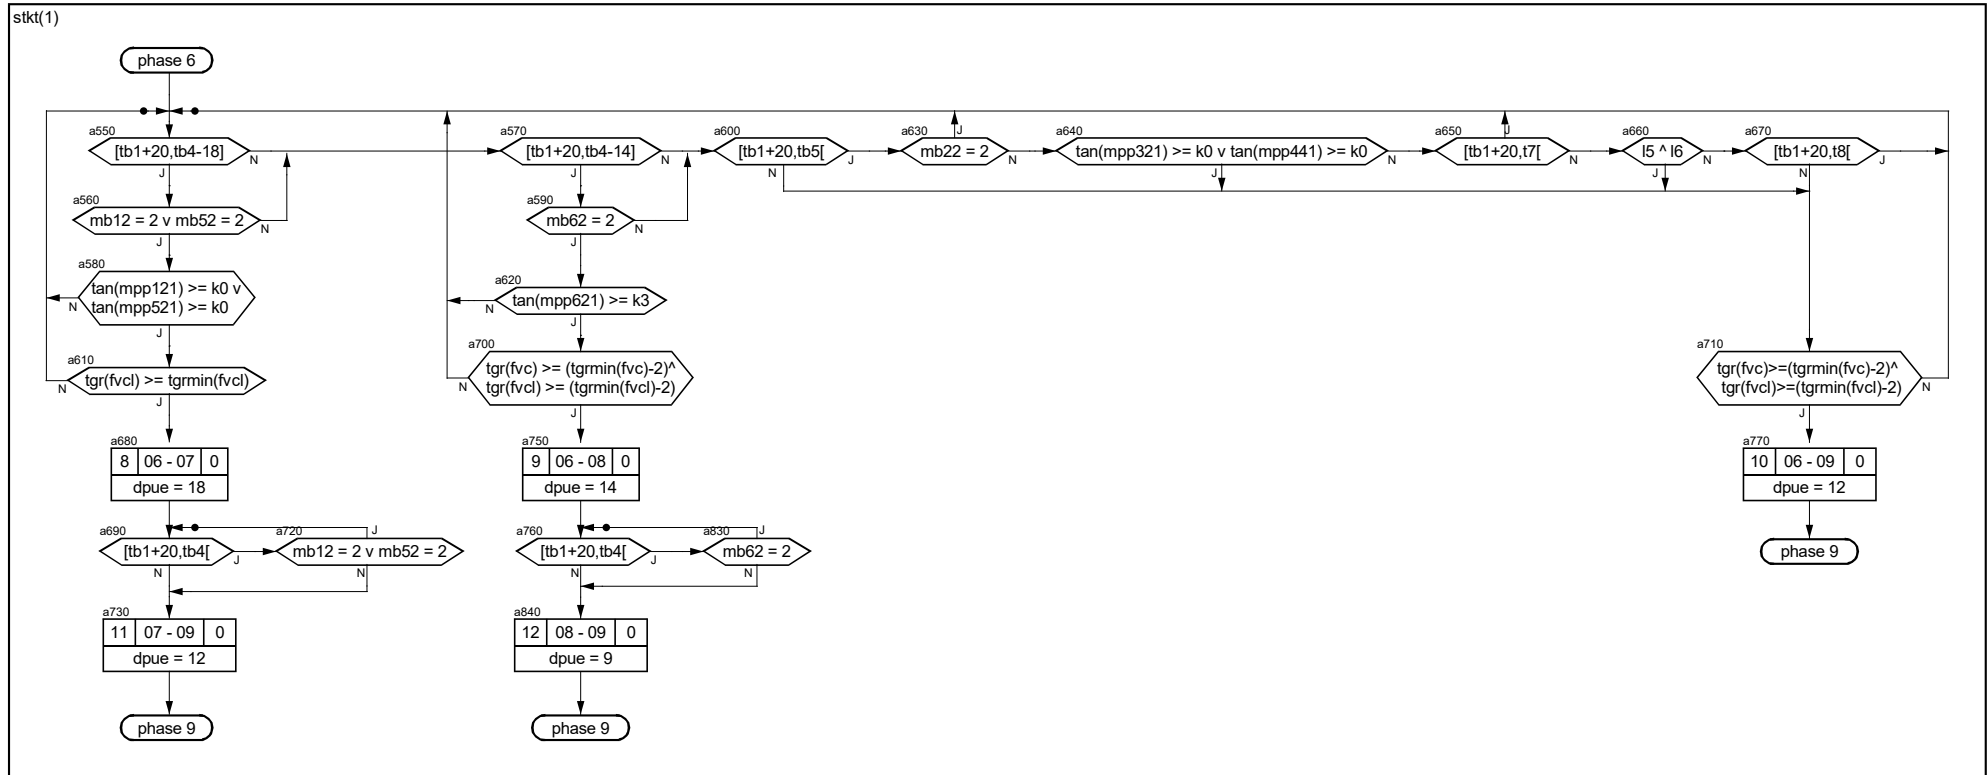 stkt(1)
phase 6
a550
[tb1+20,tb4-18]
N
J
a570
[tb1+20,tb4-14]
N
J
a600
[tb1+20,tb5[
J
N
a630
mb22 = 2
J
N
a640
tan(mpp321) >= k0 v tan(mpp441) >= k0
N
J
a650
[tb1+20,t7[
J
N
a660
l5 ^ l6
N
J
a670
[tb1+20,t8[
J
N
a560
mb12 = 2 v mb52 = 2
N
J
a590
mb62 = 2
N
J
a580
tan(mpp121) >= k0 v
tan(mpp521) >= k0
N
J
a620
tan(mpp621) >= k3
N
J
a610
tgr(fvcl) >= tgrmin(fvcl)
N
J
a700
tgr(fvc) >= (tgrmin(fvc)-2)^
tgr(fvcl) >= (tgrmin(fvcl)-2)
N
J
a710
tgr(fvc)>=(tgrmin(fvc)-2)^
tgr(fvcl)>=(tgrmin(fvcl)-2)
N
J
a680
8 06 - 07 0
dpue = 18
a750
9 06 - 08 0
dpue = 14
a770
10 06 - 09 0
dpue = 12
a690
[tb1+20,tb4[
J
N
a720
mb12 = 2 v mb52 = 2
J
N
a760
[tb1+20,tb4[
J
N
a830
mb62 = 2
J
N
phase 9
a730
11 07 - 09 0
dpue = 12
a840
12 08 - 09 0
dpue = 9
phase 9
phase 9